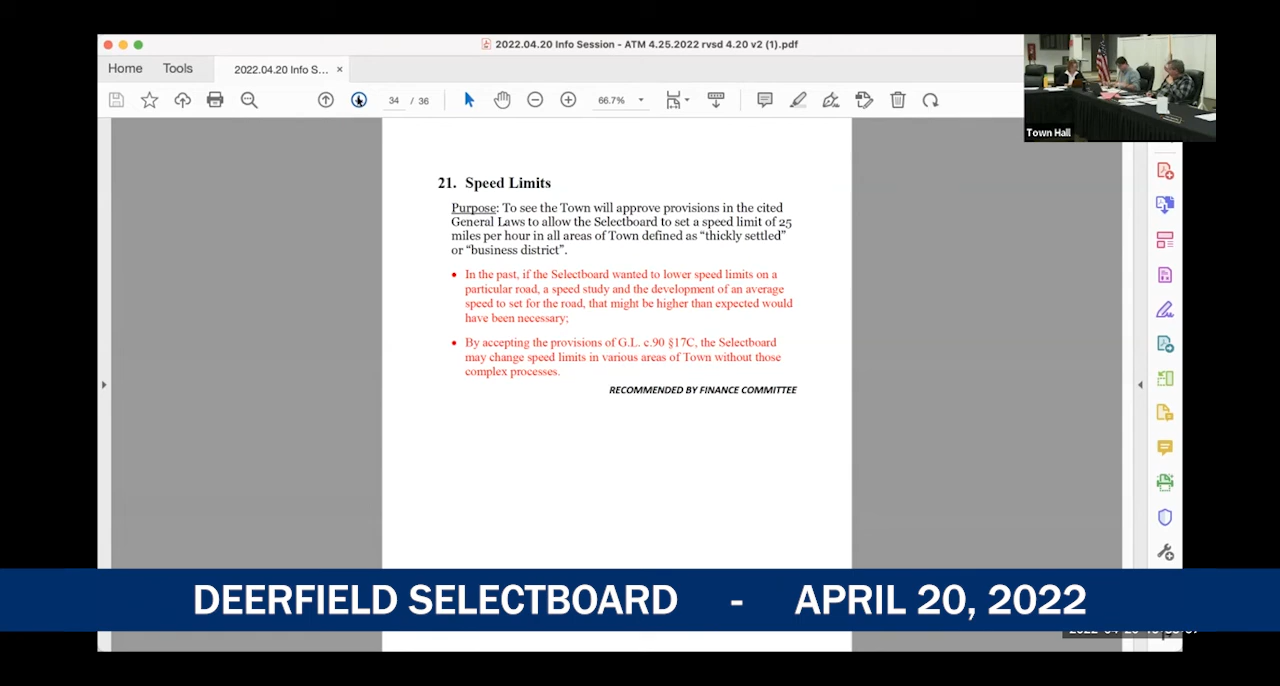 2022.04.20 Info Session - ATM 4.25.2022 rvsd 4.20 v2 (1).pdf
Home Tools 2022.04.20 Info S... ×
34 / 36 66.7%
Town Hall
21. Speed Limits
Purpose: To see the Town will approve provisions in the cited
General Laws to allow the Selectboard to set a speed limit of 25
miles per hour in all areas of Town defined as “thickly settled”
or “business district”.
• In the past, if the Selectboard wanted to lower speed limits on a
particular road, a speed study and the development of an average
speed to set for the road, that might be higher than expected would
have been necessary;
• By accepting the provisions of G.L. c.90 §17C, the Selectboard
may change speed limits in various areas of Town without those
complex processes.
RECOMMENDED BY FINANCE COMMITTEE
DEERFIELD SELECTBOARD - APRIL 20, 2022